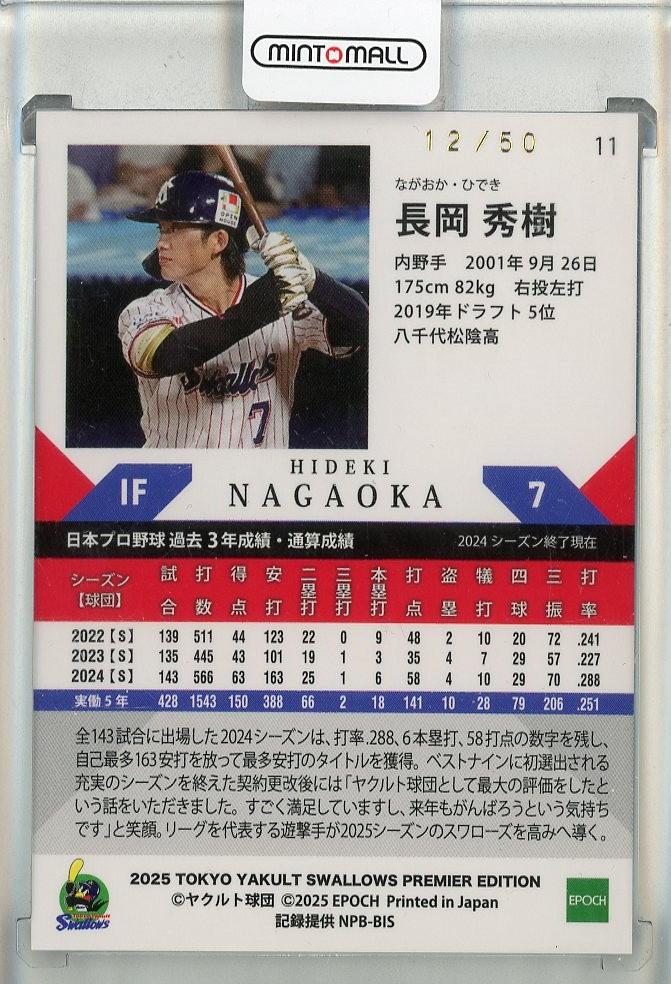 MINT MALL
12/50
11
ながおか・ひでき
長岡 秀樹
内野手 2001年 9月 26日
175cm 82kg 右投左打
2019年ドラフト 5位
八千代松陰高
OPEN HOUSE
Swallows
7
HIDEKI
IF NAGAOKA 7
日本プロ野球 過去 3年成績・通算成績 2024 シーズン終了現在
シーズン【球団】 試合 打数 得点 安打 二塁打 三塁打 本塁打 打点 盗塁 犠打 四球 三振 打率
2022【S】 139 511 44 123 22 0 9 48 2 10 20 72 .241
2023【S】 135 445 43 101 19 1 3 35 4 7 29 57 .227
2024【S】 143 566 63 163 25 1 6 58 4 10 29 70 .288
実働 5 年 428 1543 150 388 66 2 18 141 10 28 79 206 .251
全143試合に出場した2024シーズンは、打率.288、6本塁打、58打点の数字を残し、
自己最多163安打を放って最多安打のタイトルを獲得。ベストナインに初選出される
充実のシーズンを終えた契約更改後には「ヤクルト球団として最大の評価をしたと
いう話をいただきました。すごく満足していますし、来年もがんばろうという気持ち
です」と笑顔。リーグを代表する遊撃手が2025シーズンのスワローズを高みへ導く。
2025 TOKYO YAKULT SWALLOWS PREMIER EDITION
©ヤクルト球団 ©2025 EPOCH Printed in Japan
記録提供 NPB-BIS
Swallows
EPOCH